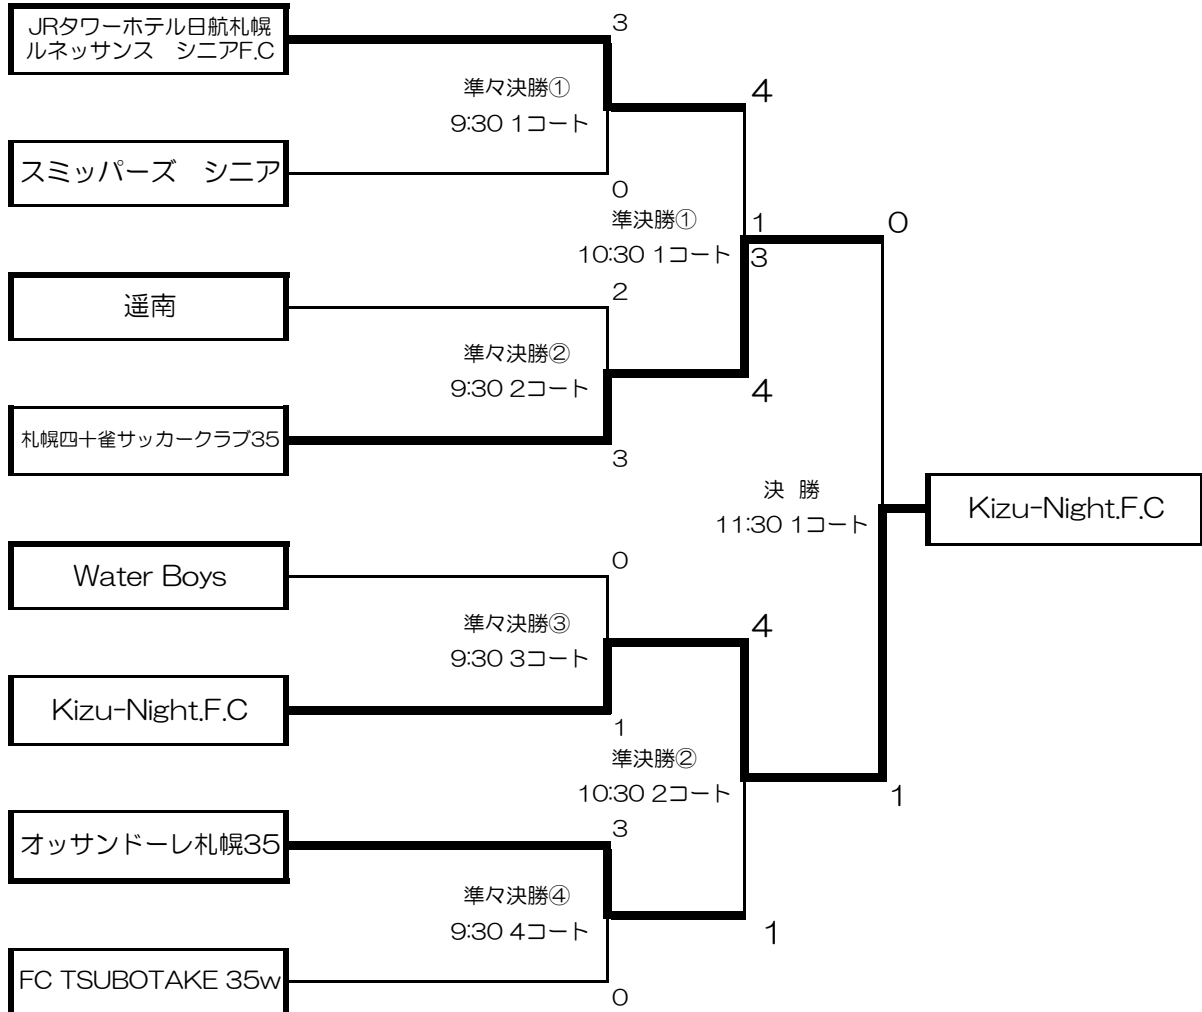 JRタワーホテル日航札幌
ルネッサンス　シニアF.C
3
準々決勝①
9:30 1コート
4
スミッパーズ　シニア
0
準決勝①
10:30 1コート
1
3
0
遥南
2
準々決勝②
9:30 2コート
4
札幌四十雀サッカークラブ35
3
決 勝
11:30 1コート
Kizu-Night.F.C
Water Boys
0
準々決勝③
9:30 3コート
4
Kizu-Night.F.C
1
準決勝②
10:30 2コート
1
オッサンドーレ札幌35
3
準々決勝④
9:30 4コート
1
FC TSUBOTAKE 35w
0